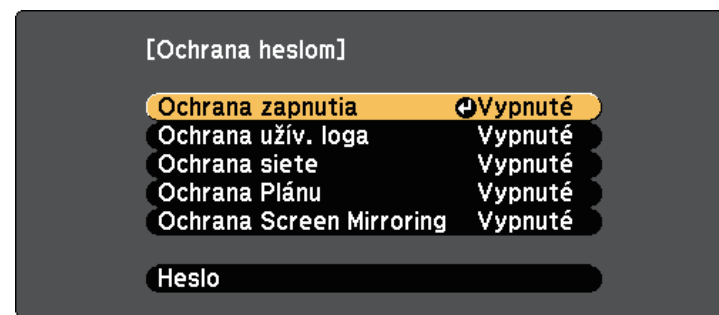 [Ochrana heslom]
Ochrana zapnutia Vypnuté
Ochrana užív. loga Vypnuté
Ochrana siete Vypnuté
Ochrana Plánu Vypnuté
Ochrana Screen Mirroring Vypnuté
Heslo